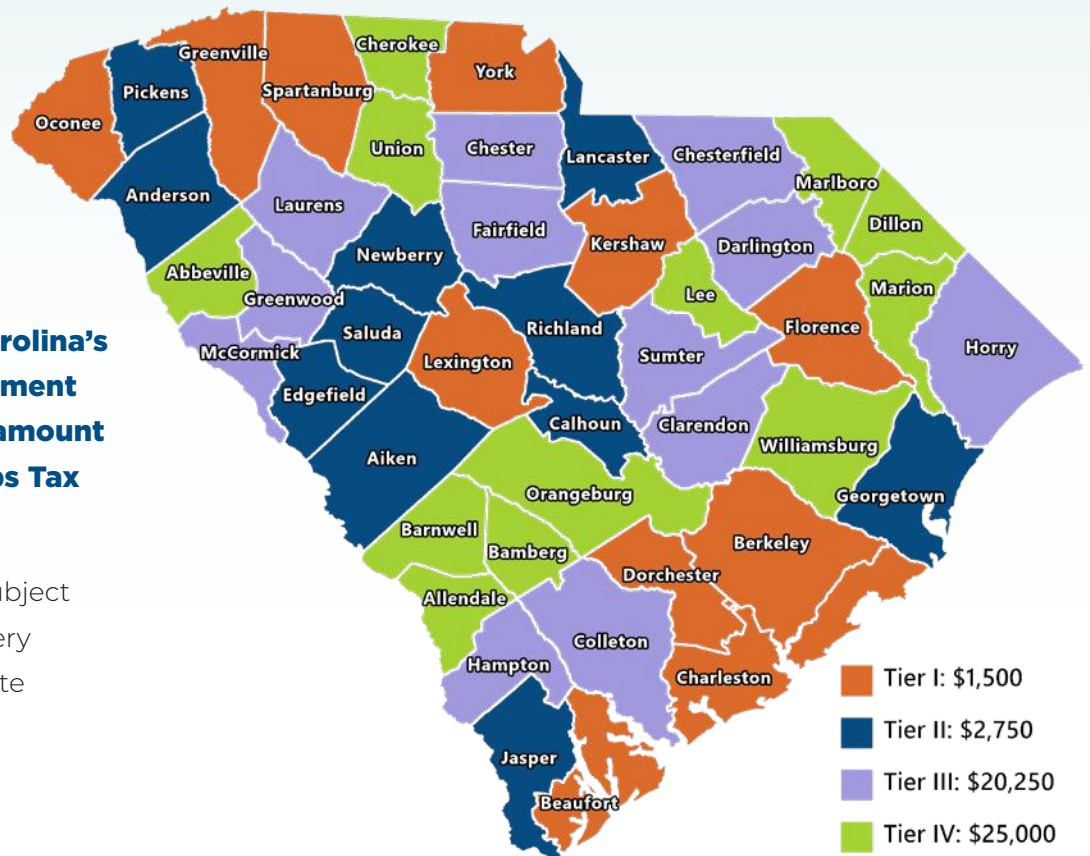 Cherokee
Greenville
York
Pickens
Spartanburg
Oconee
Union
Chester
Lancaster
Chesterfield
Marlboro
Anderson
Laurens
Dillon
Fairfield
Kershaw
Darlington
Newberry
Abbeville
Greenwood
Lee
Marion
rolina's
ment
amount
os Tax
McCormick
Saluda
Richland
Florence
Lexington
Sumter
Horry
Edgefield
Calhoun
Clarendon
Williamsburg
Aiken
Orangeburg
Georgetown
Barnwell
Bamberg
Berkeley
ubject
ery
te
Dorchester
Allendale
Colleton
Hampton
Charleston
Jasper
Beaufort
Tier I: $1,500
Tier II: $2,750
Tier III: $20,250
Tier IV: $25,000